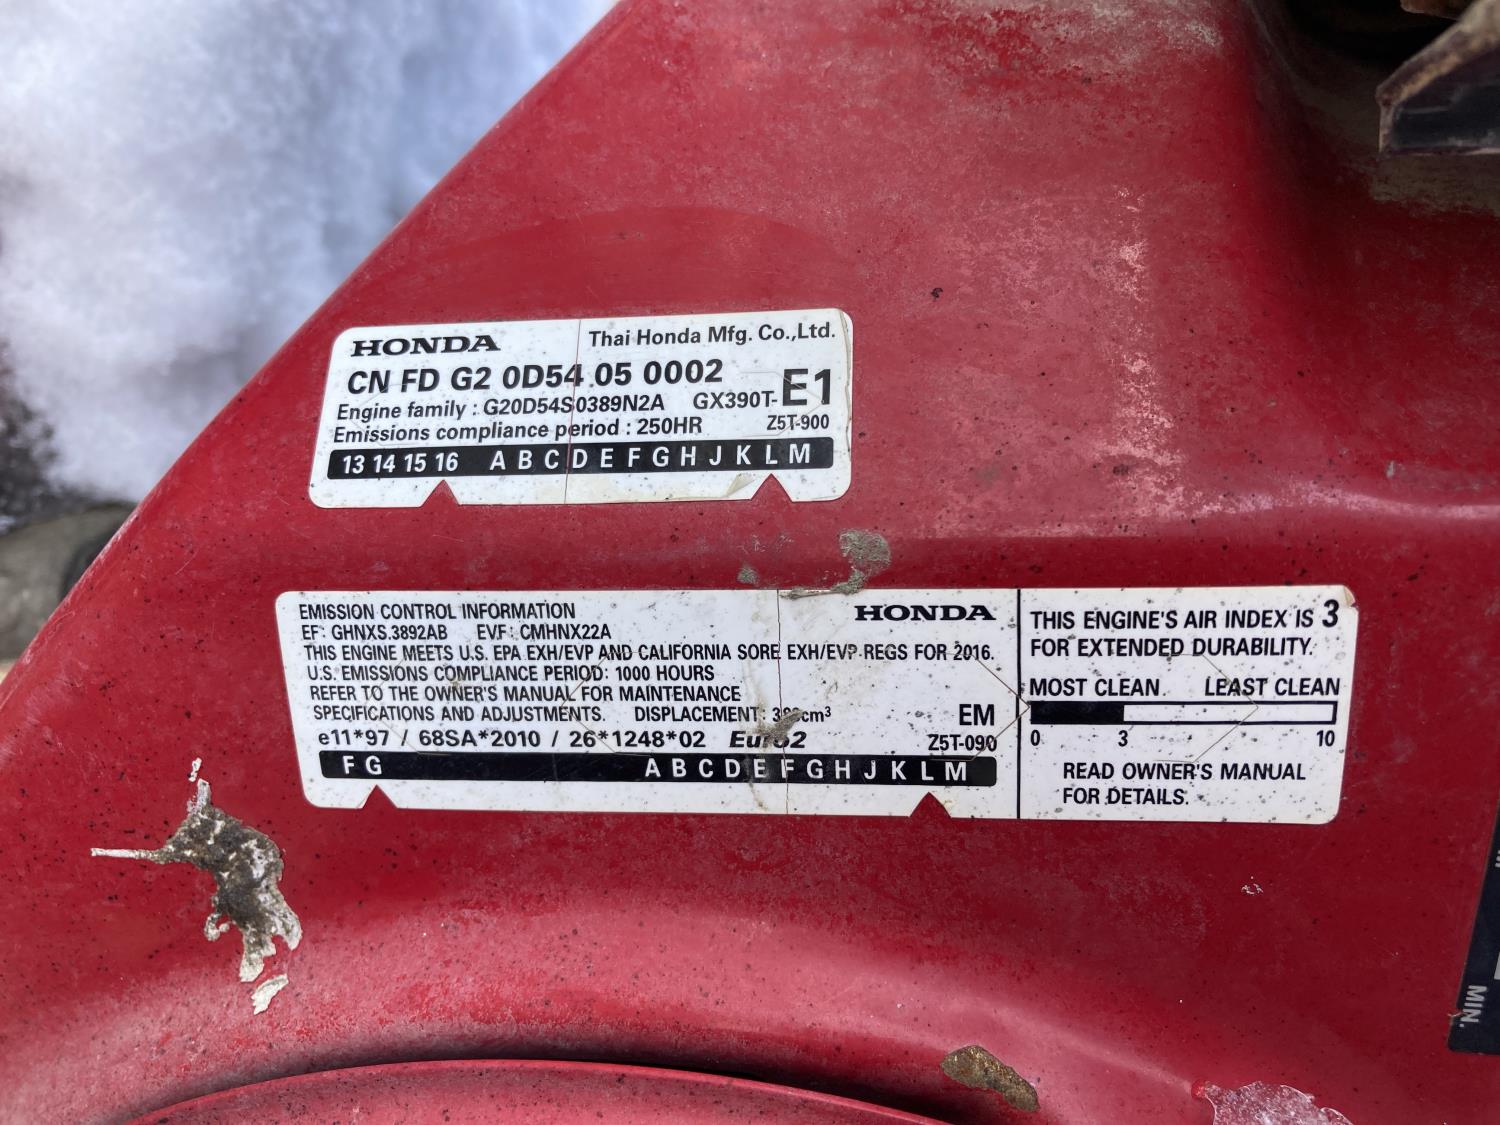 HONDA Thai Honda Mfg. Co.,Ltd.
CN FD G2 0D54 05 0002
Engine family : G20D54S0389N2A GX390T- E1
Emissions compliance period : 250HR Z5T-900
13 14 15 16 A B C D E F G H J K L M
EMISSION CONTROL INFORMATION HONDA
EF: GHNXS.3892AB EVF: CMHNX22A
THIS ENGINE MEETS U.S. EPA EXH/EVP AND CALIFORNIA SORE EXH/EVP REGS FOR 2016.
U.S. EMISSIONS COMPLIANCE PERIOD: 1000 HOURS
REFER TO THE OWNER'S MANUAL FOR MAINTENANCE
SPECIFICATIONS AND ADJUSTMENTS. DISPLACEMENT: 389cm³ EM
e11*97 / 68SA*2010 / 26*1248*02 Euro2 Z5T-090
F G A B C D E F G H J K L M
THIS ENGINE'S AIR INDEX IS 3
FOR EXTENDED DURABILITY.
MOST CLEAN LEAST CLEAN
0 3 10
READ OWNER'S MANUAL
FOR DETAILS.
MIN.